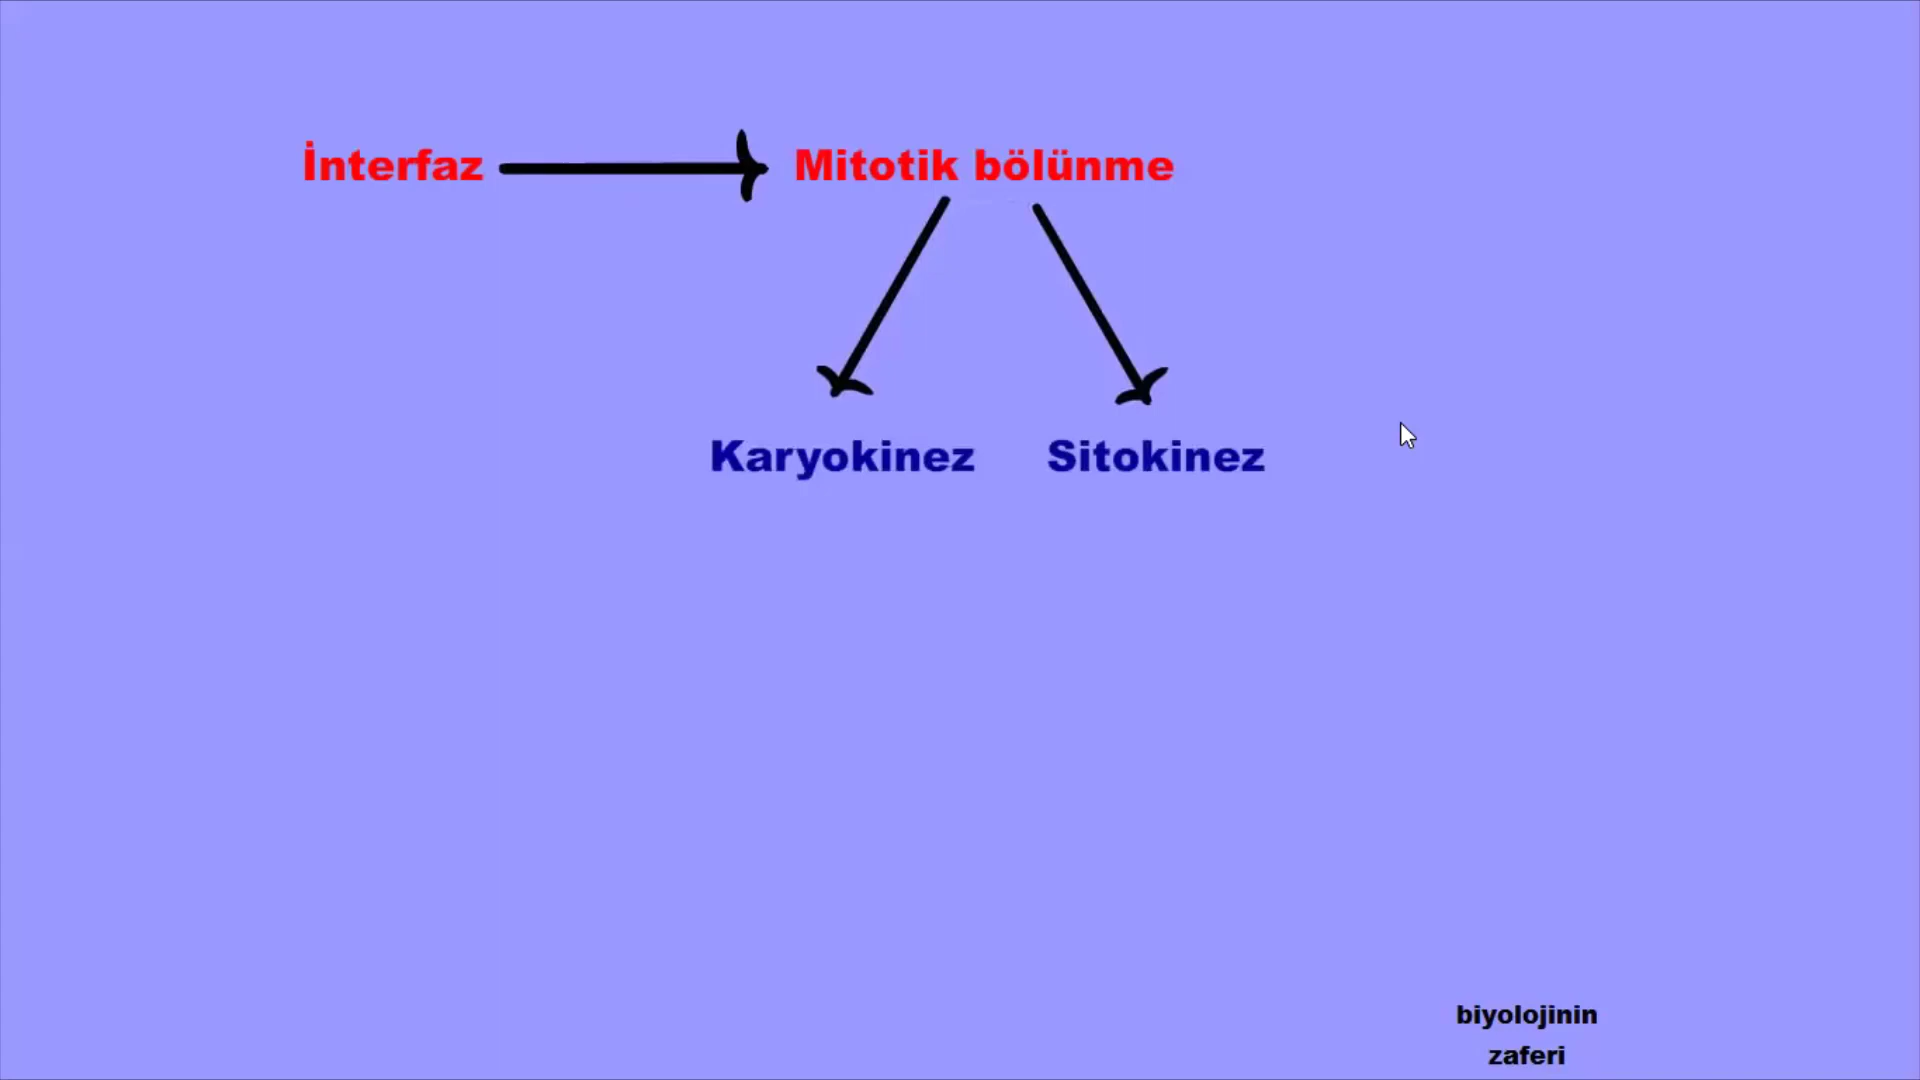 İnterfaz
Mitotik bölünme
Karyokinez
Sitokinez
biyolojinin
zaferi